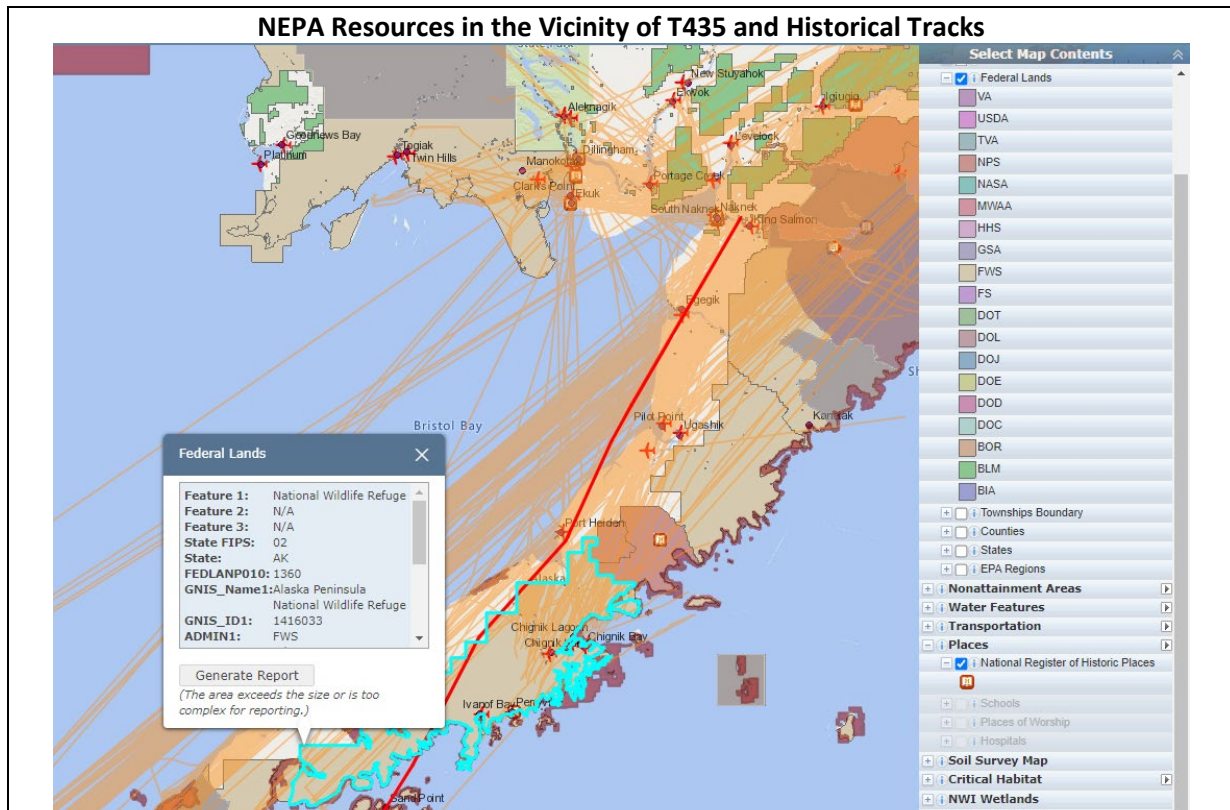 NEPA Resources in the Vicinity of T435 and Historical Tracks
Select Map Contents
Federal Lands
VA
USDA
TVA
NPS
NASA
MWAA
HHS
GSA
FWS
FS
DOT
DOL
DOJ
DOE
DOD
DOC
BOR
BLM
BIA
Townships Boundary
Counties
States
EPA Regions
Nonattainment Areas
Water Features
Transportation
Places
National Register of Historic Places
Schools
Places of Worship
Hospitals
Soil Survey Map
Critical Habitat
NWI Wetlands
New Stuyahok
Ekwok
Igiugig
Aleknagik
Levelock
Goodnews Bay
Platinum
Togiak
Twin Hills
Manokotak
Dillingham
Clarks Point
Ekuk
Portage Creek
South Naknek
Naknek
King Salmon
Egegik
Pilot Point
Ugashik
Kanatak
Bristol Bay
Port Heiden
Alaska
Chignik Lagoon
Chignik Bay
Ivanof Bay
Sand Point
Federal Lands
Feature 1: National Wildlife Refuge
Feature 2: N/A
Feature 3: N/A
State FIPS: 02
State: AK
FEDLANP010: 1360
GNIS_Name1: Alaska Peninsula
National Wildlife Refuge
GNIS_ID1: 1416033
ADMIN1: FWS
Generate Report
(The area exceeds the size or is too
complex for reporting.)